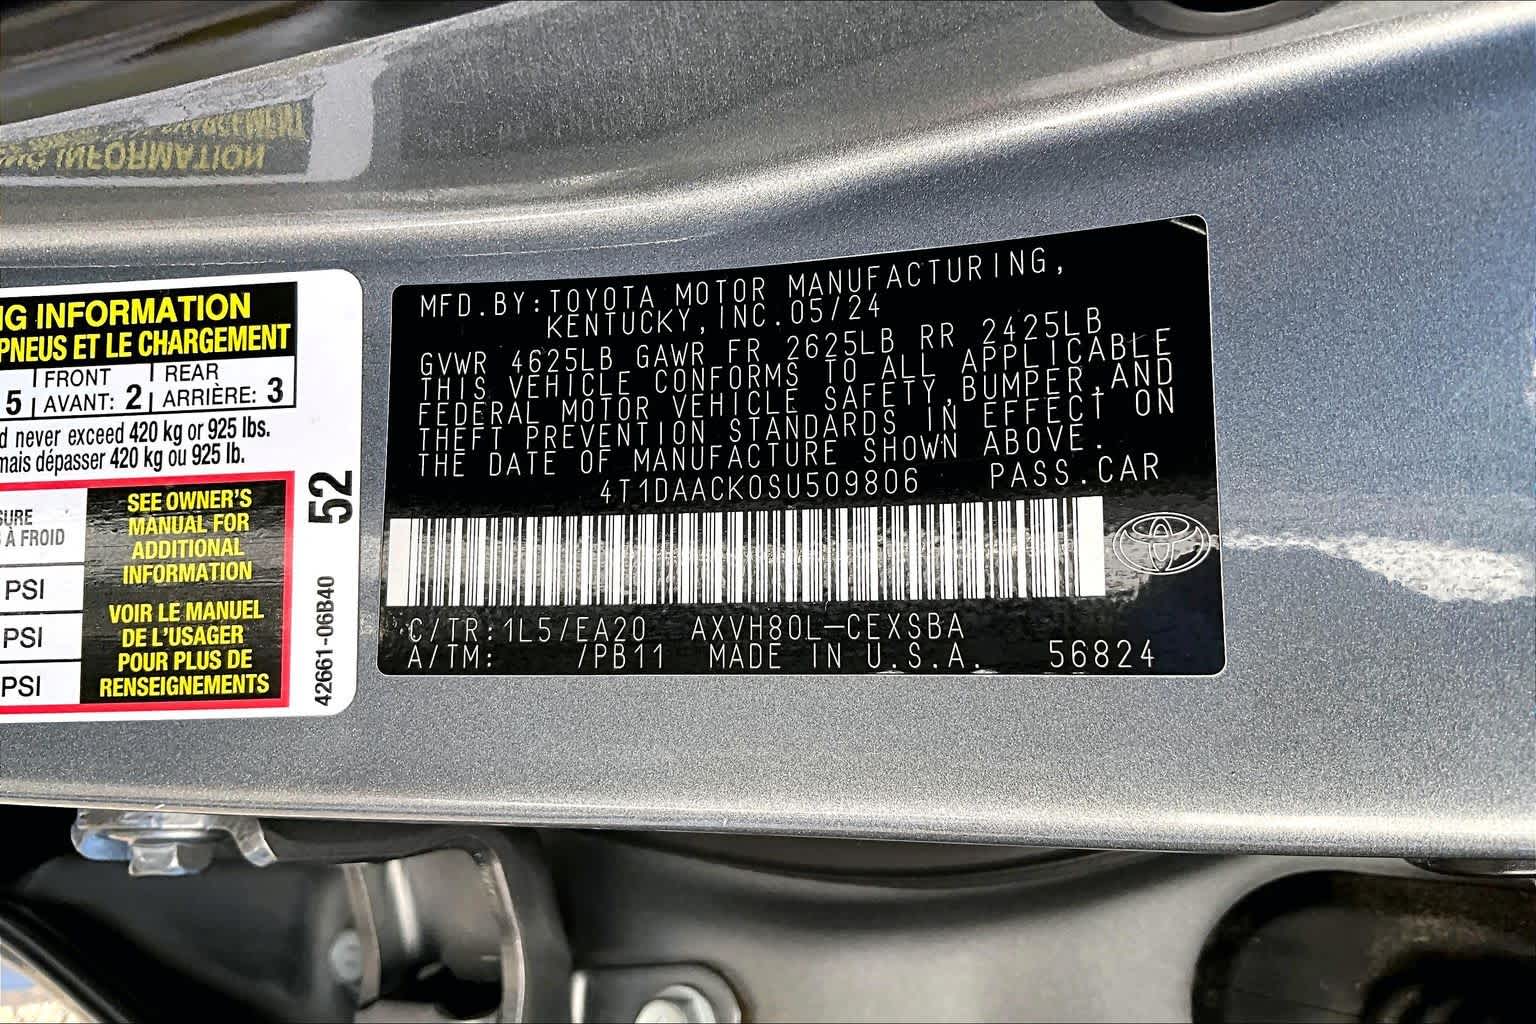 NG INFORMATION
PNEUS ET LE CHARGEMENT
5 FRONT AVANT: 2 REAR ARRIÈRE: 3
d never exceed 420 kg or 925 lbs.
mais dépasser 420 kg ou 925 lb.
SURE
À FROID
PSI
PSI
PSI
SEE OWNER'S
MANUAL FOR
ADDITIONAL
INFORMATION
VOIR LE MANUEL
DE L'USAGER
POUR PLUS DE
RENSEIGNEMENTS
52
42661-06B40
MFD.BY:TOYOTA MOTOR MANUFACTURING,
KENTUCKY,INC.05/24
GVWR 4625LB GAWR FR 2625LB RR 2425LB
THIS VEHICLE CONFORMS TO ALL APPLICABLE
FEDERAL MOTOR VEHICLE SAFETY,BUMPER,AND
THEFT PREVENTION STANDARDS IN EFFECT ON
THE DATE OF MANUFACTURE SHOWN ABOVE.
4T1DAACK0SU509806 PASS.CAR
C/TR:1L5/EA20 AXVH80L-CEXSBA
A/TM: /PB11 MADE IN U.S.A. 56824